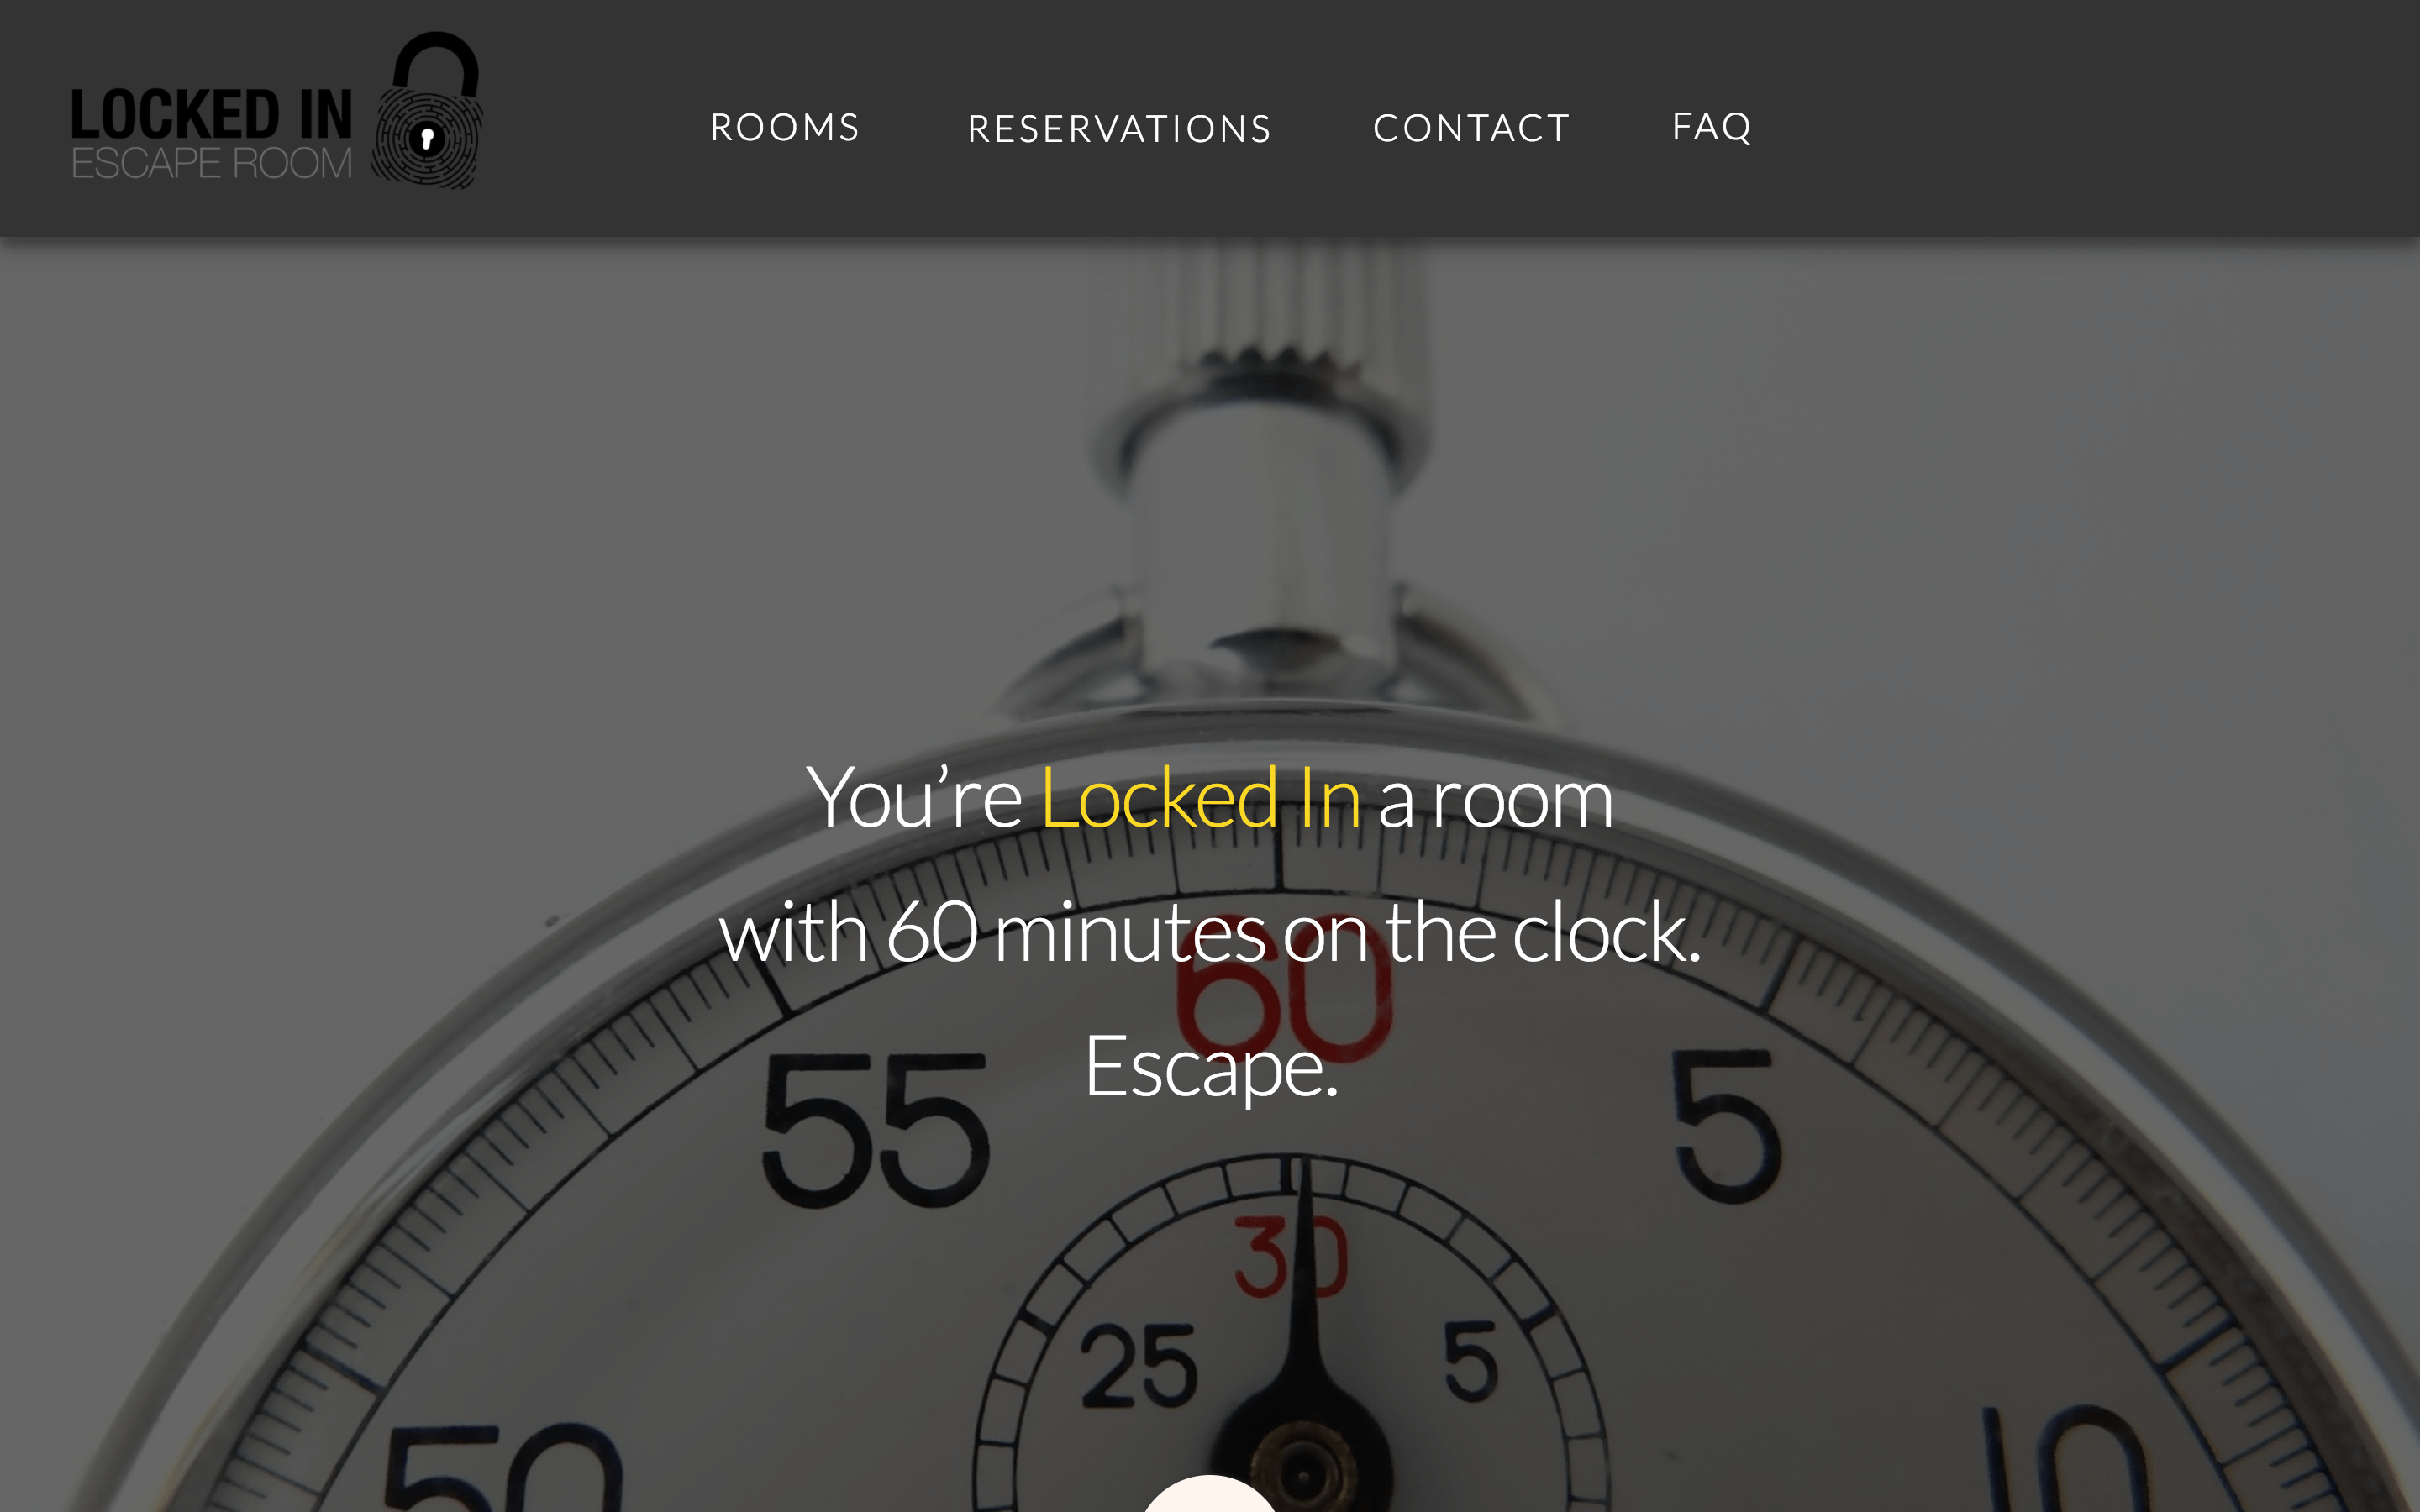 LOCKED IN
ESCAPE ROOM
ROOMS
RESERVATIONS
CONTACT
FAQ
You’re Locked In a room
with 60 minutes on the clock.
Escape.
60
55
5
30
25
5
50
10